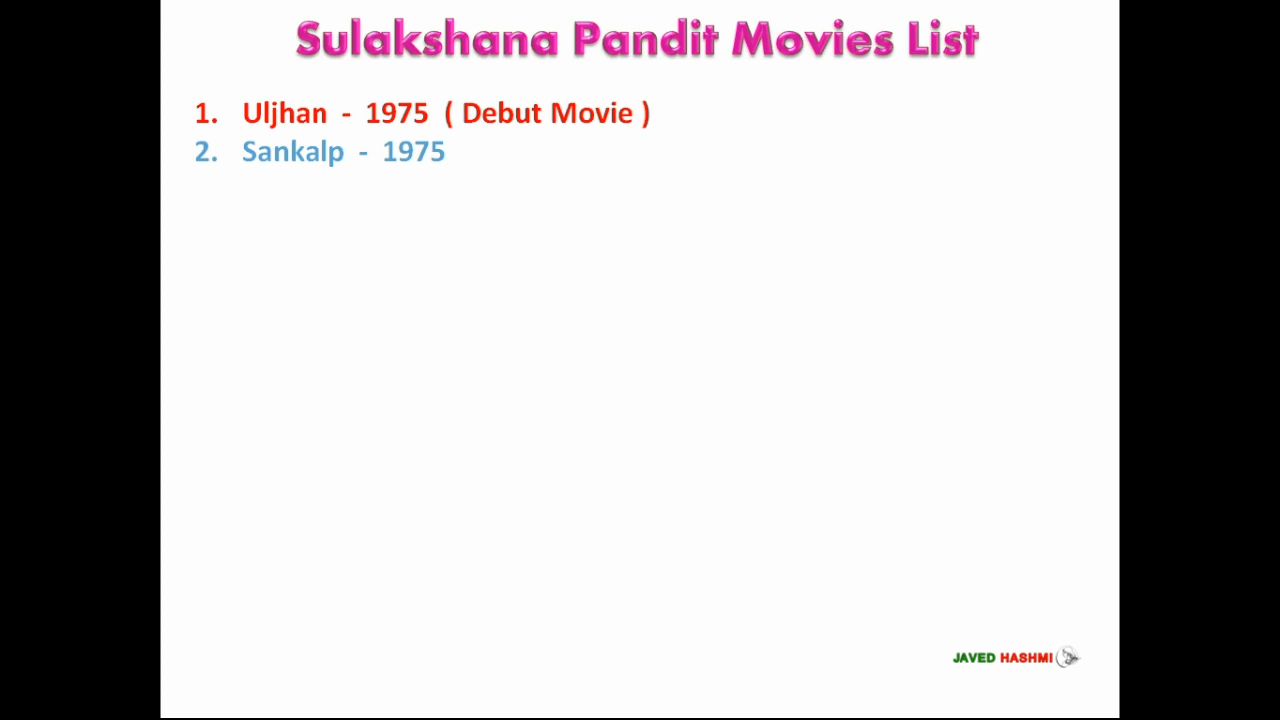 Sulakshana Pandit Movies List
1. Uljhan - 1975 ( Debut Movie )
2. Sankalp - 1975
JAVED HASHMI